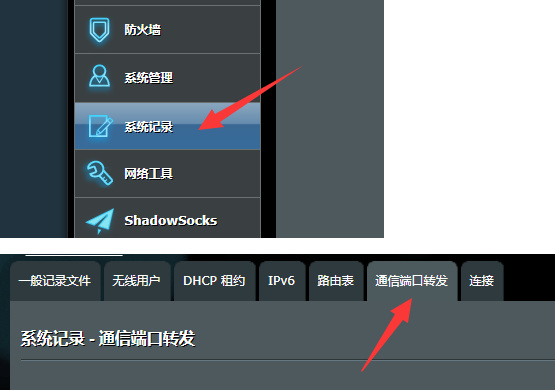 防火墙
系统管理
系统记录
网络工具
ShadowSocks
一般记录文件 无线用户 DHCP 租约 IPv6 路由表 通信端口转发 连接
系统记录 - 通信端口转发